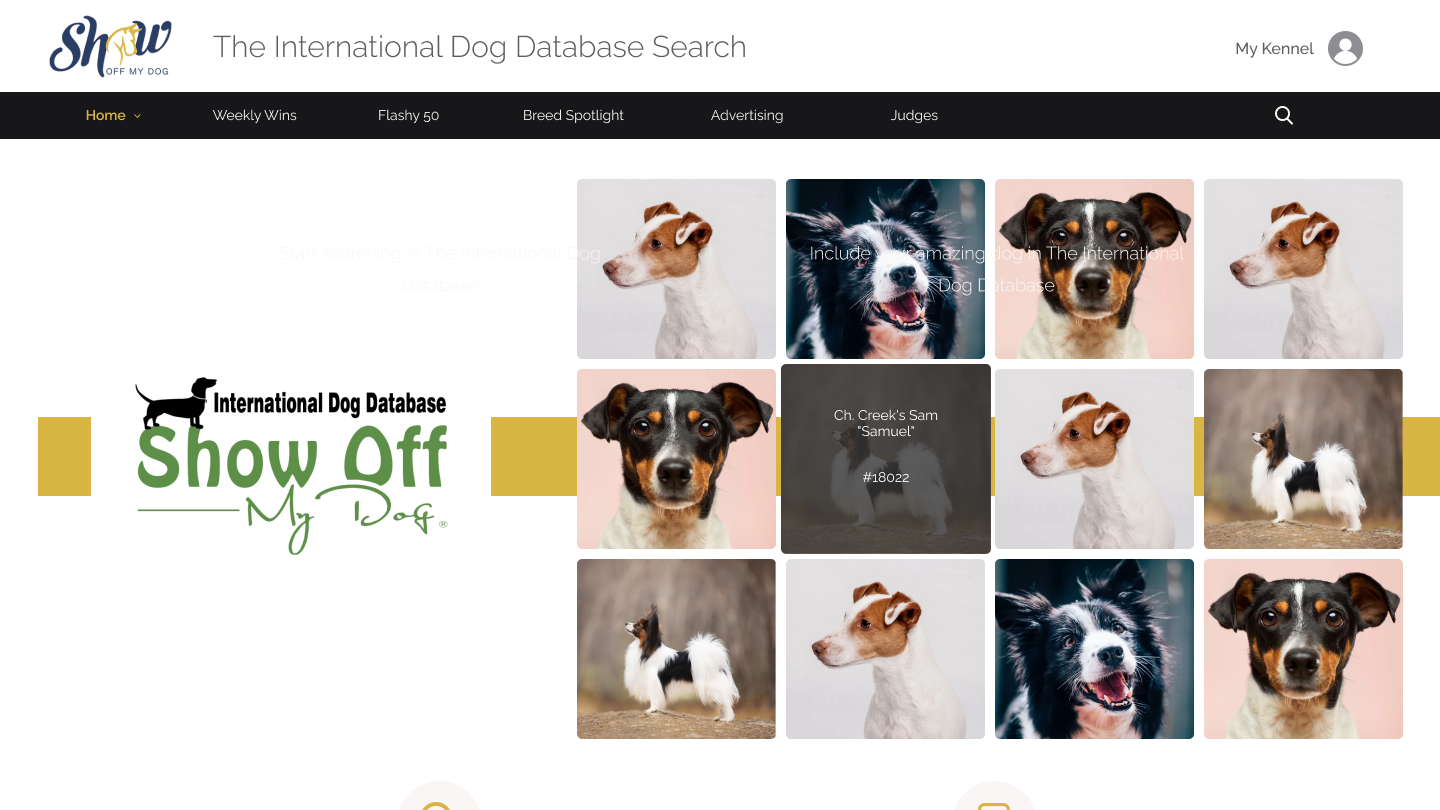 Show
OFF MY DOG
The International Dog Database Search
My Kennel
Home
Weekly Wins
Flashy 50
Breed Spotlight
Advertising
Judges
Start searching in The International Dog
Database
Include your amazing dog in The International
Dog Database
International Dog Database
Show Off
My Dog ®
Ch. Creek's Sam
"Samuel"
#18022